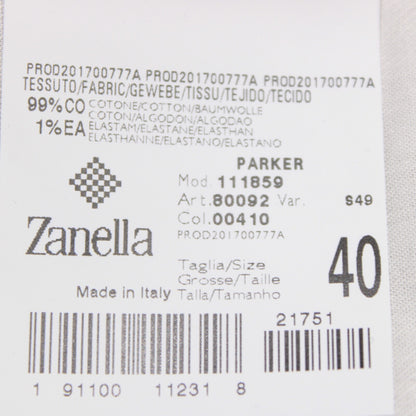 PROD201700777A PROD201700777A PROD201700777A
TESSUTO/FABRIC/GEWEBE/TISSU/TEJIDO/TECIDO
99%CO COTONE/COTTON/BAUMWOLLE
COTON/ALGODON/ALGODAO
1%EA ELASTAM/ELASTANE/ELASTHAN
ELASTHANNE/ELASTANO/ELASTANO
PARKER
Mod. 111859
Art. 80092 Var. S49
Col. 00410
PROD201700777A
Zanella
Taglia/Size
Grosse/Taille
Talla/Tamanho
40
Made in Italy
21751
1 91100 11231 8